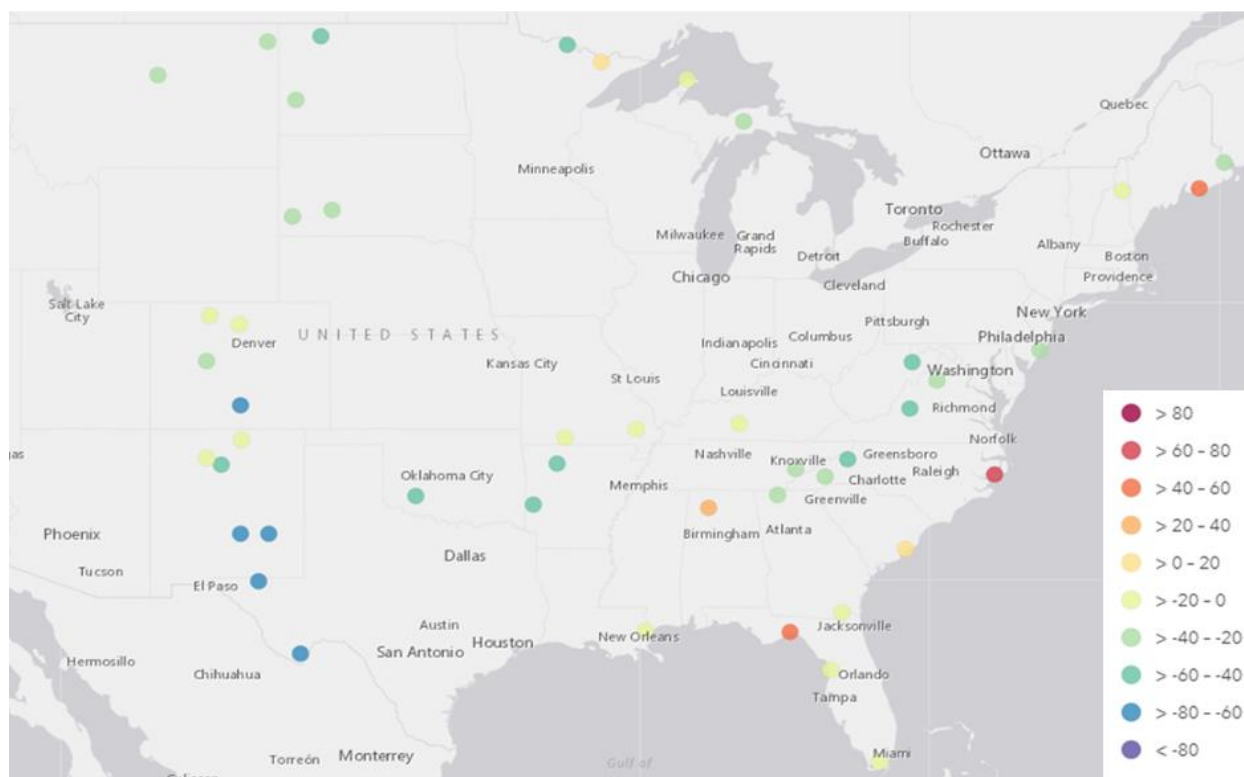 Quebec
Ottawa
Minneapolis
Toronto
Rochester
Milwaukee
Grand
Rapids
Buffalo
Albany
Detroit
Boston
Chicago
Cleveland
Providence
Salt Lake
City
New York
Pittsburgh
UNITED STATES
Denver
Columbus
Philadelphia
Indianapolis
Kansas City
Cincinnati
St Louis
Washington
Louisville
Richmond
Norfolk
as
Nashville
Knoxville
Greensboro
Oklahoma City
Raleigh
Memphis
Charlotte
Greenville
Phoenix
Birmingham
Atlanta
Dallas
Tucson
El Paso
Austin
Jacksonville
New Orleans
Houston
San Antonio
Hermosillo
Chihuahua
Orlando
Tampa
Miami
Torreón
Monterrey
Gulf of
> 80
> 60 – 80
> 40 – 60
> 20 – 40
> 0 – 20
> -20 – 0
> -40 – -20
> -60 – -40
> -80 – -60
< -80